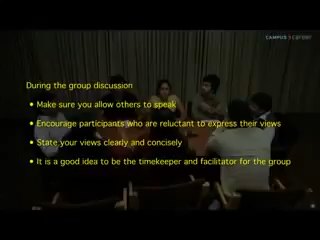 CAMPUS
During the group discussion
• Make sure you allow others to speak
• Encourage participants who are reluctant to express their views
• State your views clearly and concisely
• It is a good idea to be the timekeeper and facilitator for the group